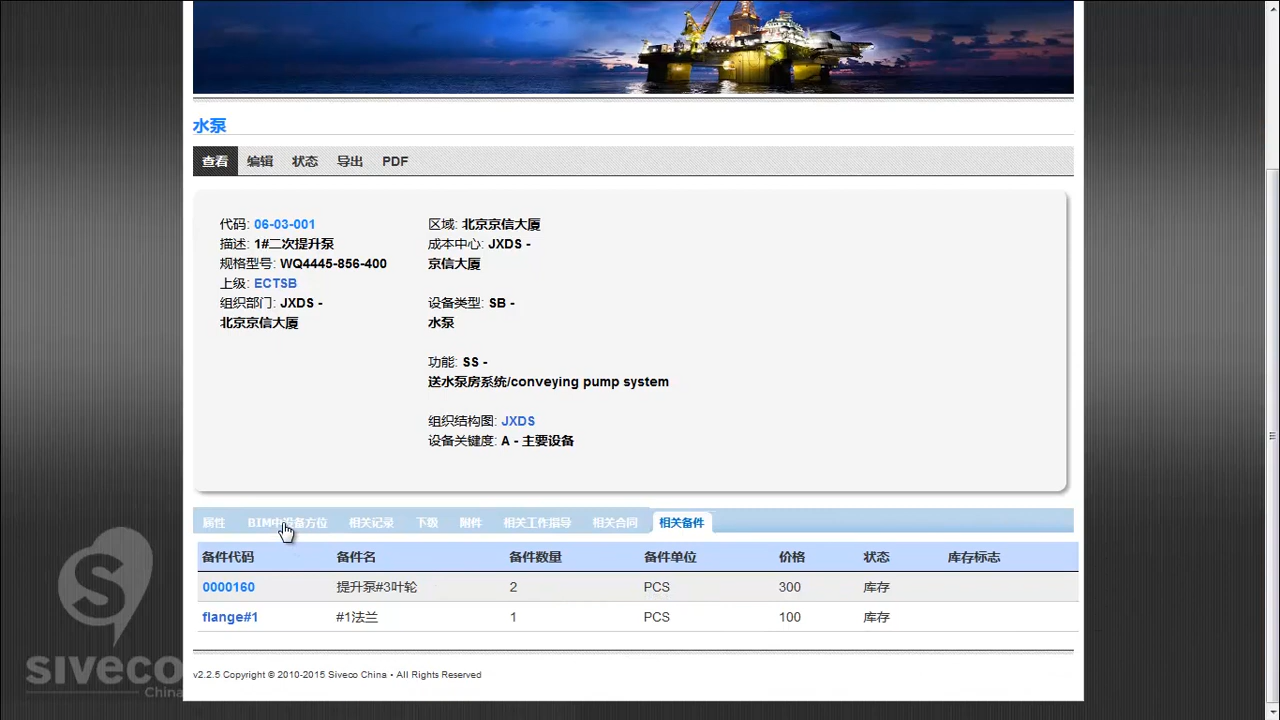 水泵
查看 编辑 状态 导出 PDF
代码: 06-03-001
描述: 1#二次提升泵
规格型号: WQ4445-856-400
上级: ECTSB
组织部门: JXDS -
北京京信大厦
区域: 北京京信大厦
成本中心: JXDS -
京信大厦
设备类型: SB -
水泵
功能: SS -
送水泵房系统/conveying pump system
组织结构图: JXDS
设备关键度: A - 主要设备
属性 BIM中设备方位 相关记录 下级 附件 相关工作指导 相关合同 相关备件
备件代码 备件名 备件数量 备件单位 价格 状态 库存标志
0000160 提升泵#3叶轮 2 PCS 300 库存
flange#1 #1法兰 1 PCS 100 库存
v2.2.5 Copyright © 2010-2015 Siveco China • All Rights Reserved
siveco
China